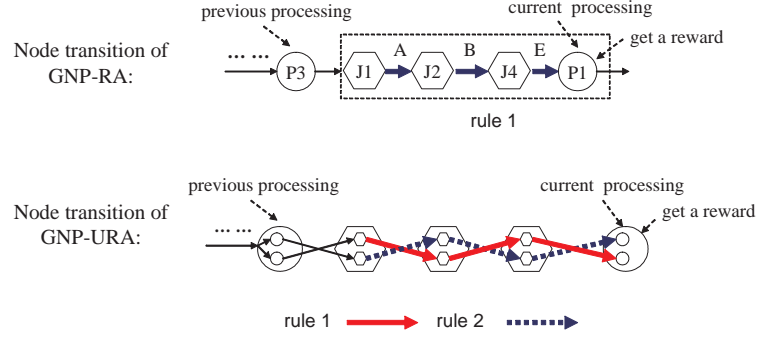 previous processing
current processing
Node transition of
GNP-RA:
... ...
P3
J1
A
J2
B
J4
E
P1
get a reward
rule 1
previous processing
current processing
Node transition of
GNP-URA:
... ...
get a reward
rule 1
rule 2